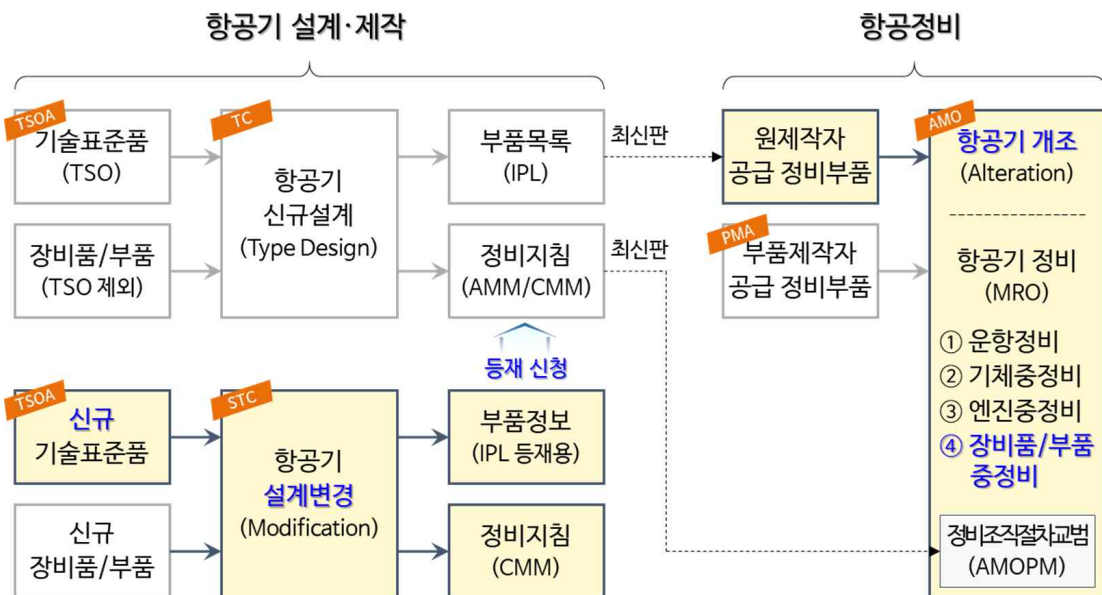 항공기 설계·제작
항공정비
TSOA
기술표준품
(TSO)
장비품/부품
(TSO 제외)
TC
항공기
신규설계
(Type Design)
부품목록
(IPL)
정비지침
(AMM/CMM)
최신판
최신판
등재 신청
TSOA
신규
기술표준품
신규
장비품/부품
STC
항공기
설계변경
(Modification)
부품정보
(IPL 등재용)
정비지침
(CMM)
원제작자
공급 정비부품
PMA
부품제작자
공급 정비부품
AMO
항공기 개조
(Alteration)
항공기 정비
(MRO)
① 운항정비
② 기체중정비
③ 엔진중정비
④ 장비품/부품
중정비
정비조직절차교범
(AMOPM)